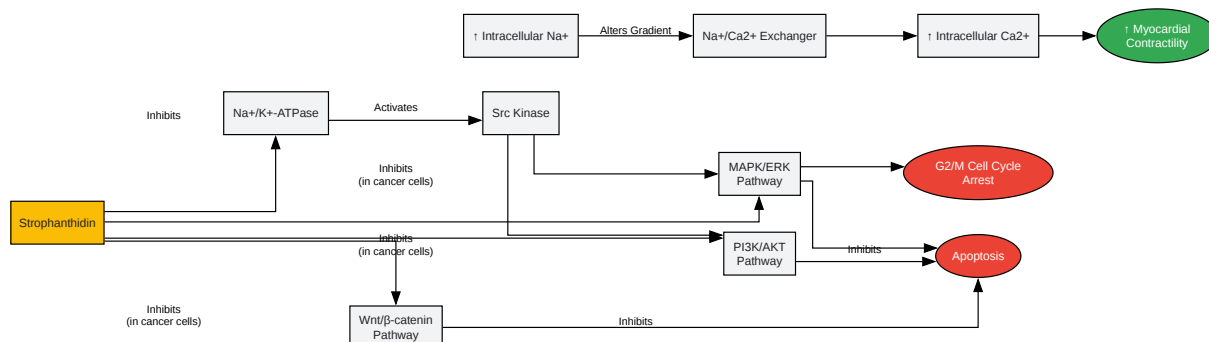 ↑ Intracellular Na+
Alters Gradient
Na+/Ca2+ Exchanger
↑ Intracellular Ca2+
↑ Myocardial
Contractility
Inhibits
Na+/K+-ATPase
Activates
Src Kinase
Inhibits
(in cancer cells)
MAPK/ERK
Pathway
G2/M Cell Cycle
Arrest
Strophanthidin
Inhibits
(in cancer cells)
PI3K/AKT
Pathway
Inhibits
Apoptosis
Inhibits
(in cancer cells)
Wnt/β-catenin
Pathway
Inhibits